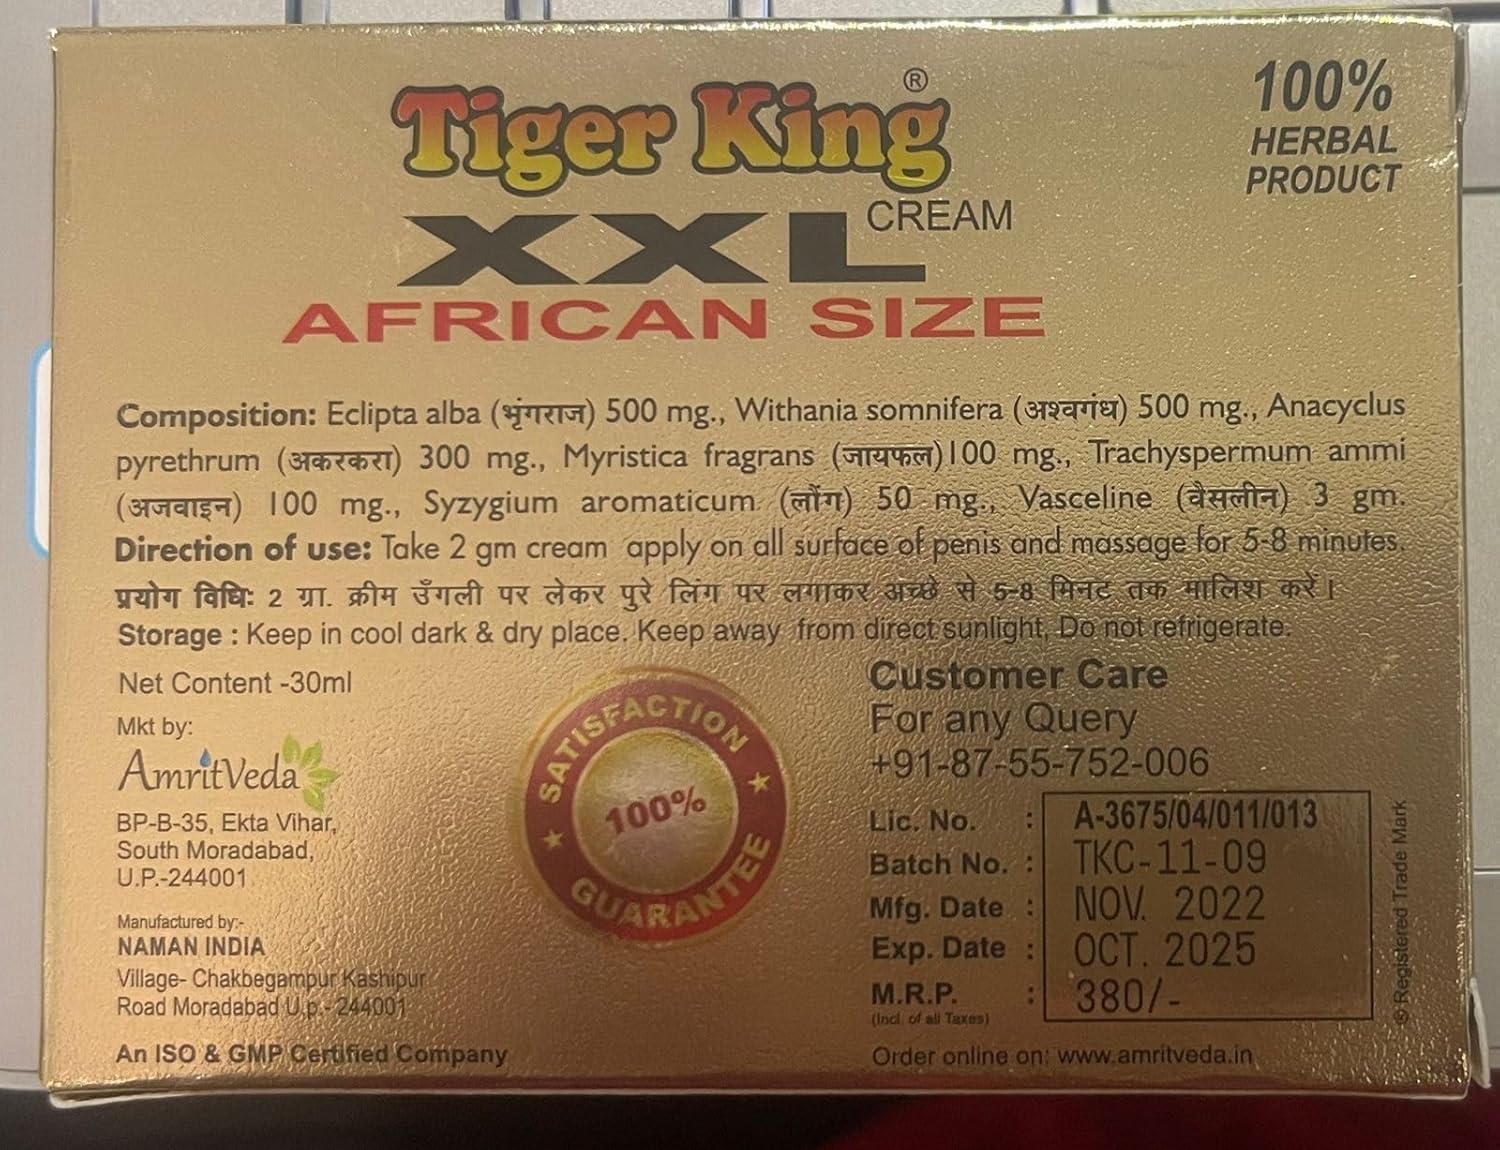 Tiger King ®
XXL CREAM
AFRICAN SIZE
100%
HERBAL
PRODUCT
Composition: Eclipta alba (भृंगराज) 500 mg., Withania somnifera (अश्वगंध) 500 mg., Anacyclus
pyrethrum (अकरकरा) 300 mg., Myristica fragrans (जायफल)100 mg., Trachyspermum ammi
(अजवाइन) 100 mg., Syzygium aromaticum (लौंग) 50 mg., Vasceline (वैसलीन) 3 gm.
Direction of use: Take 2 gm cream apply on all surface of penis and massage for 5-8 minutes.
प्रयोग विधिः 2 ग्रा. क्रीम उँगली पर लेकर पुरे लिंग पर लगाकर अच्छे से 5-8 मिनट तक मालिश करें।
Storage : Keep in cool dark & dry place. Keep away from direct sunlight, Do not refrigerate.
Net Content -30ml
Mkt by:
AmritVeda
BP-B-35, Ekta Vihar,
South Moradabad,
U.P.-244001
Manufactured by:-
NAMAN INDIA
Village- Chakbegampur Kashipur
Road Moradabad U.p.- 244001
An ISO & GMP Certified Company
SATISFACTION
100%
GUARANTEE
Customer Care
For any Query
+91-87-55-752-006
Lic. No. : A-3675/04/011/013
Batch No. : TKC-11-09
Mfg. Date : NOV. 2022
Exp. Date : OCT. 2025
M.R.P. : 380/-
(Incl. of all Taxes)
Order online on: www.amritveda.in
® Registered Trade Mark